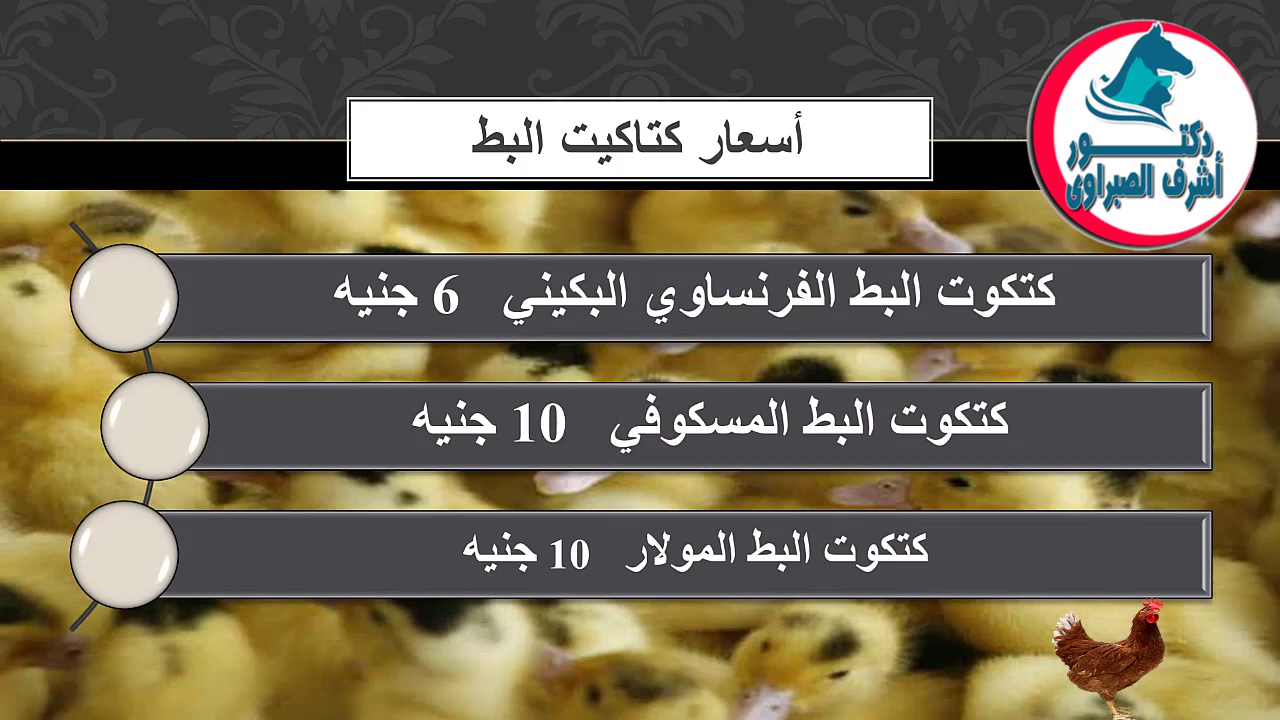 أسعار كتاكيت البط
دكتور
أشرف الصبراوى
كتكوت البط الفرنساوي البكيني 6 جنيه
كتكوت البط المسكوفي 10 جنيه
كتكوت البط المولار 10 جنيه